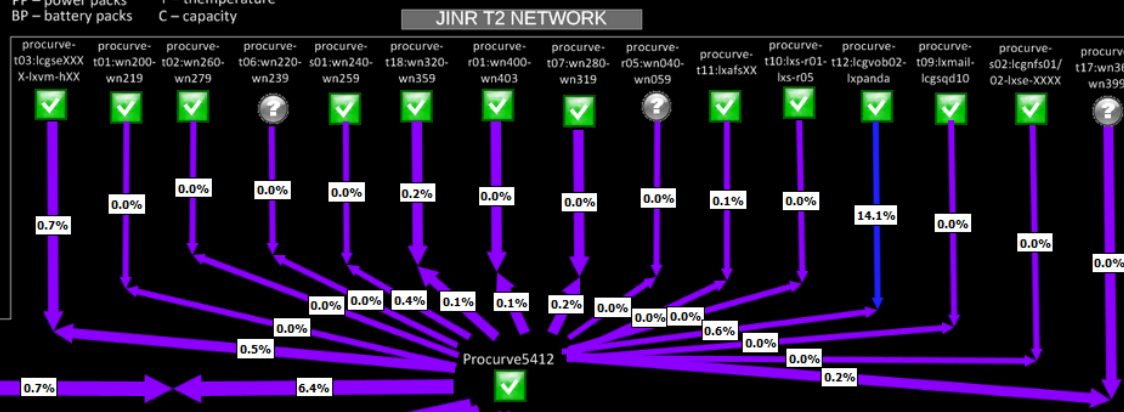 PP – power packs
BP – battery packs
C – capacity
JINR T2 NETWORK
procurve-
t03:lcgseXXX
X-lxvm-hXX
procurve-
t01:wn200-
wn219
procurve-
t02:wn260-
wn279
procurve-
t06:wn220-
wn239
procurve-
s01:wn240-
wn259
procurve-
t18:wn320-
wn359
procurve-
r01:wn400-
wn403
procurve-
t07:wn280-
wn319
procurve-
r05:wn040-
wn059
procurve-
t11:lxafsXX
procurve-
t10:lxs-r01-
lxs-r05
procurve-
t12:lcgvob02-
lxpanda
procurve-
t09:lxmail-
lcgsqd10
procurve-
s02:lcgnfs01/
02-lxse-XXXX
wn399
0.7%
0.0%
0.0%
0.0%
0.0%
0.2%
0.0%
0.0%
0.0%
0.1%
0.0%
14.1%
0.0%
0.0%
0.0%
0.5%
0.0%
0.0%
0.0%
0.4%
0.1%
0.1%
0.2%
0.0%
0.0%
0.0%
0.6%
0.0%
0.0%
0.2%
Procurve5412
0.7%
6.4%